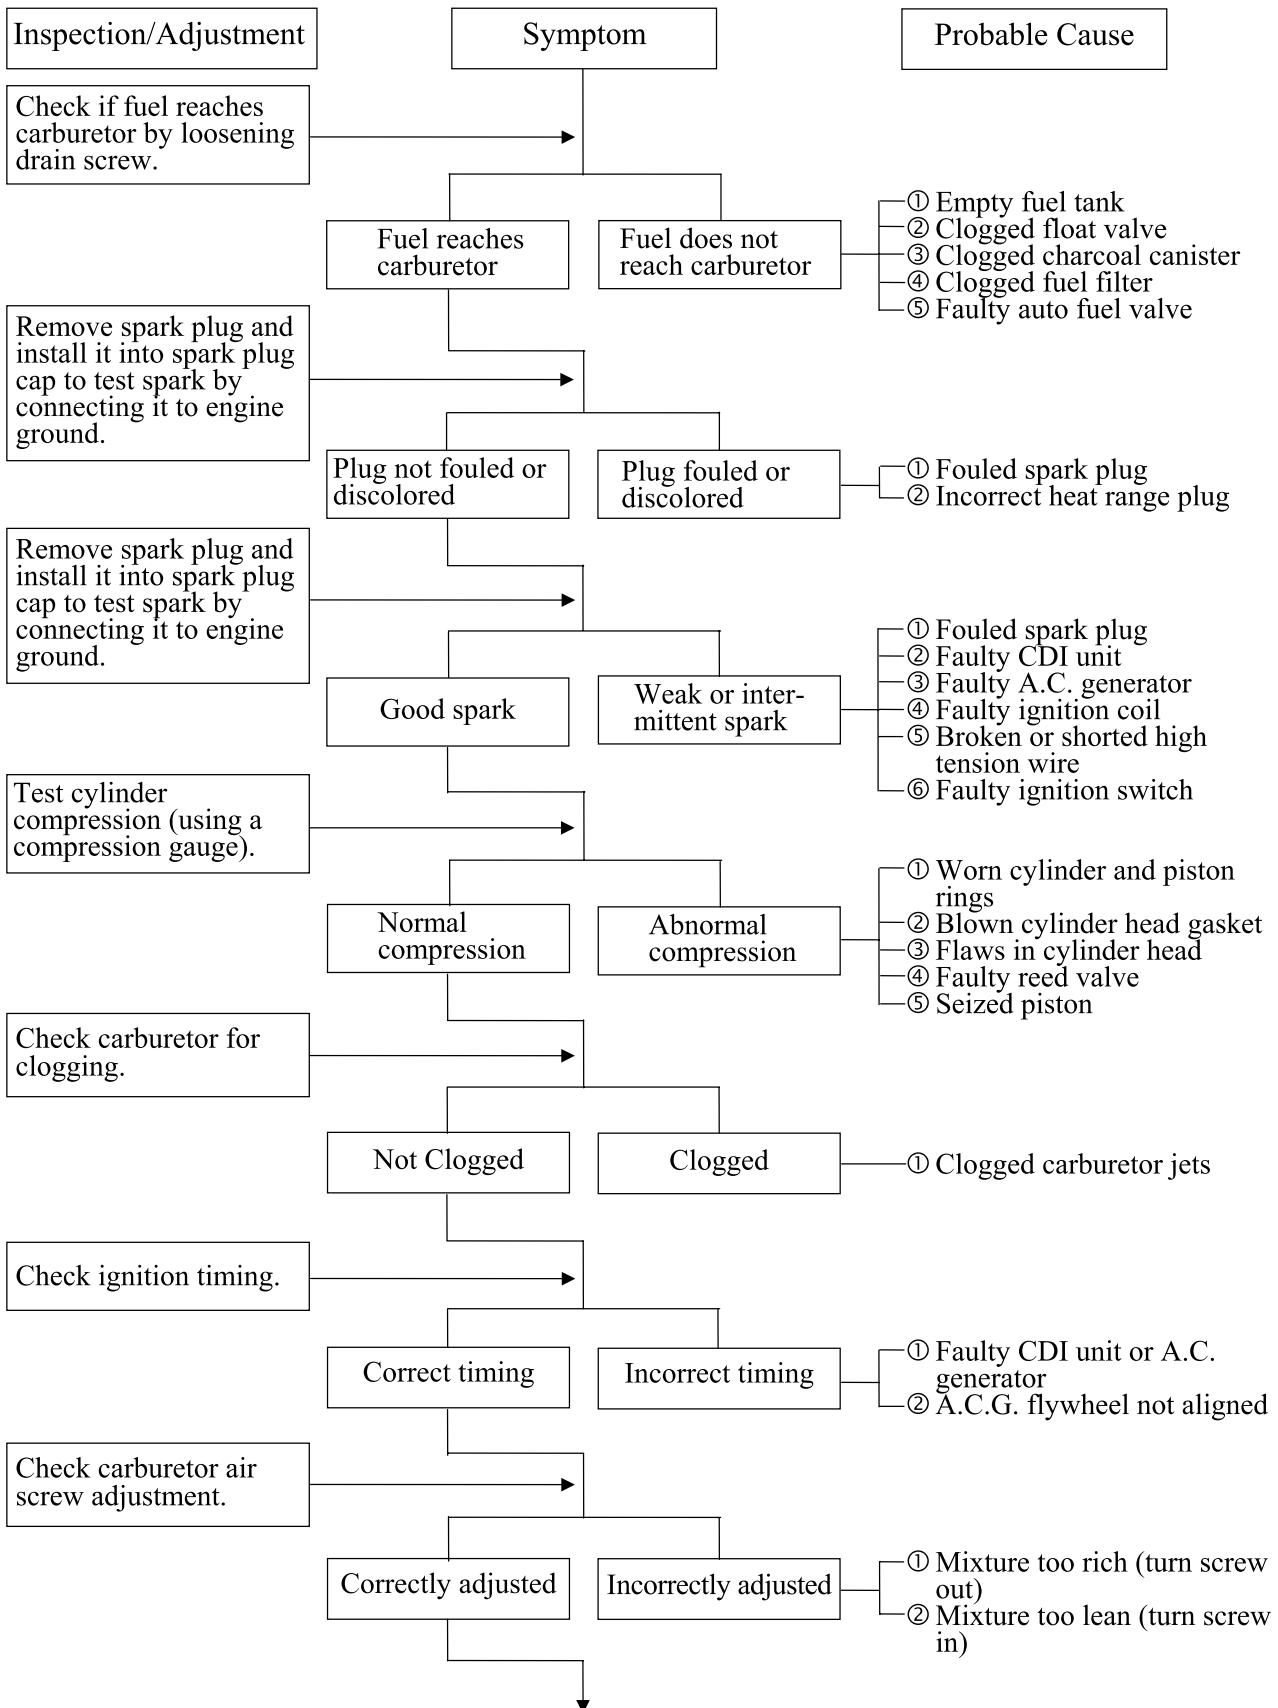 Inspection/Adjustment
Symptom
Probable Cause
Check if fuel reaches
carburetor by loosening
drain screw.
Fuel reaches
carburetor
Fuel does not
reach carburetor
① Empty fuel tank
② Clogged float valve
③ Clogged charcoal canister
④ Clogged fuel filter
⑤ Faulty auto fuel valve
Remove spark plug and
install it into spark plug
cap to test spark by
connecting it to engine
ground.
Plug not fouled or
discolored
Plug fouled or
discolored
① Fouled spark plug
② Incorrect heat range plug
Remove spark plug and
install it into spark plug
cap to test spark by
connecting it to engine
ground.
Good spark
Weak or inter-
mittent spark
① Fouled spark plug
② Faulty CDI unit
③ Faulty A.C. generator
④ Faulty ignition coil
⑤ Broken or shorted high
tension wire
⑥ Faulty ignition switch
Test cylinder
compression (using a
compression gauge).
Normal
compression
Abnormal
compression
① Worn cylinder and piston
rings
② Blown cylinder head gasket
③ Flaws in cylinder head
④ Faulty reed valve
⑤ Seized piston
Check carburetor for
clogging.
Not Clogged
Clogged
① Clogged carburetor jets
Check ignition timing.
Correct timing
Incorrect timing
① Faulty CDI unit or A.C.
generator
② A.C.G. flywheel not aligned
Check carburetor air
screw adjustment.
Correctly adjusted
Incorrectly adjusted
① Mixture too rich (turn screw
out)
② Mixture too lean (turn screw
in)